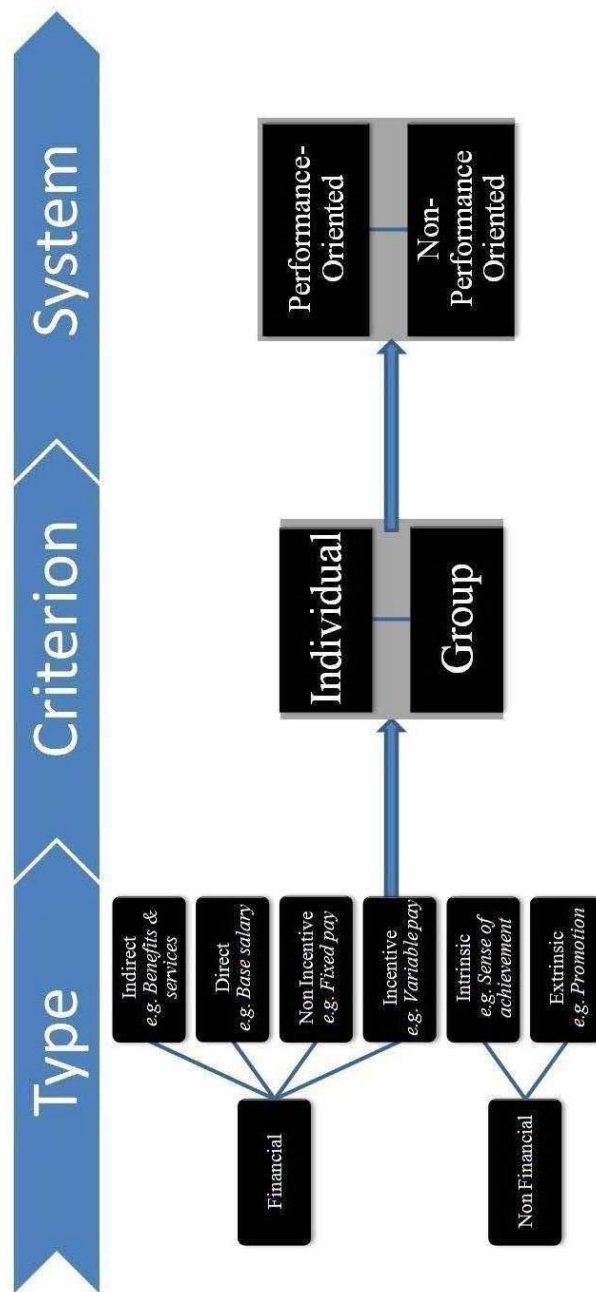 Type
Criterion
System
Financial
Indirect
e.g. Benefits &
services
Direct
e.g. Base salary
Non Incentive
e.g. Fixed pay
Incentive
e.g. Variable pay
Non Financial
Intrinsic
e.g. Sense of
achievement
Extrinsic
e.g. Promotion
Individual
Group
Performance-
Oriented
Non-
Performance
Oriented